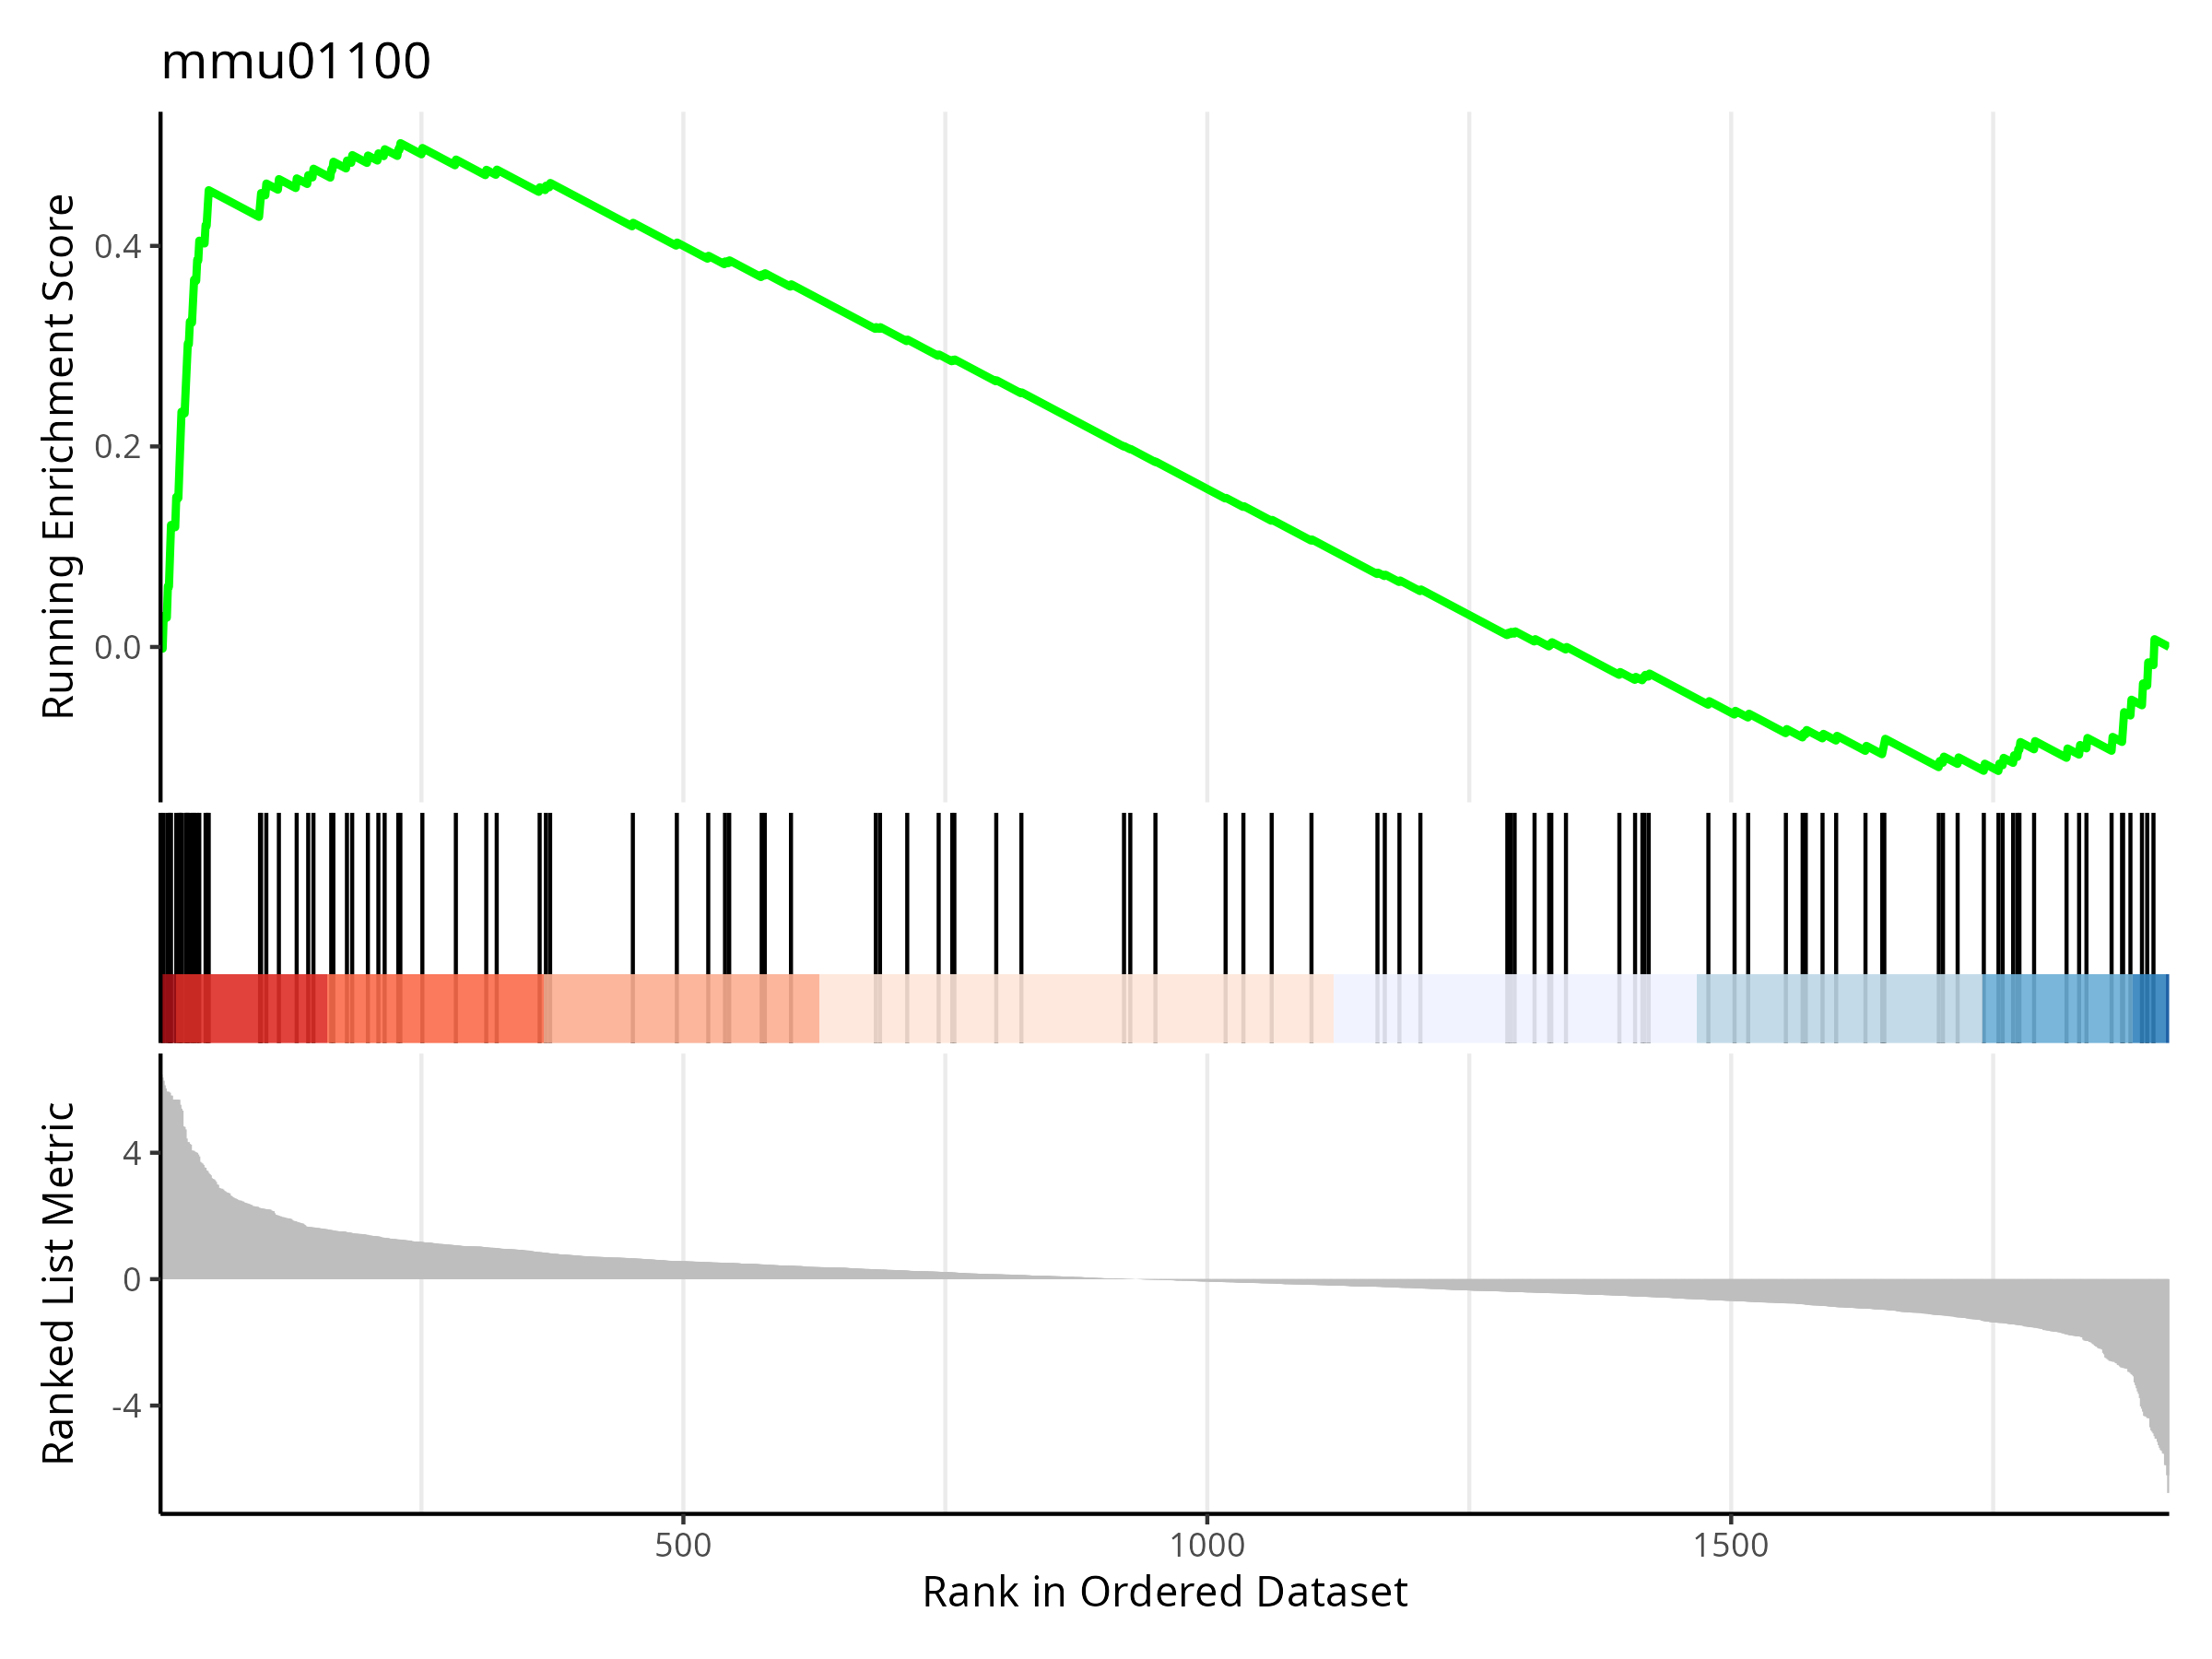 mmu01100
Running Enrichment Score
0.4
0.2
0.0
Ranked List Metric
4
0
-4
500
1000
1500
Rank in Ordered Dataset